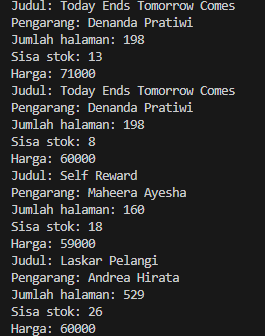 Judul: Today Ends Tomorrow Comes
Pengarang: Denanda Pratiwi
Jumlah halaman: 198
Sisa stok: 13
Harga: 71000
Judul: Today Ends Tomorrow Comes
Pengarang: Denanda Pratiwi
Jumlah halaman: 198
Sisa stok: 8
Harga: 60000
Judul: Self Reward
Pengarang: Maheera Ayesha
Jumlah halaman: 160
Sisa stok: 18
Harga: 59000
Judul: Laskar Pelangi
Pengarang: Andrea Hirata
Jumlah halaman: 529
Sisa stok: 26
Harga: 60000